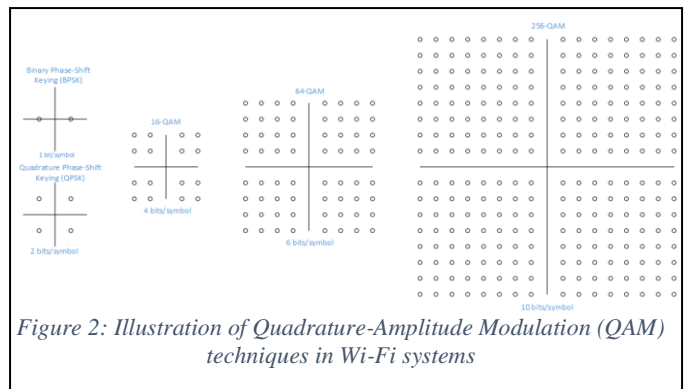 Binary Phase-Shift
Keying (BPSK)
1 bit/symbol
Quadrature Phase-Shift
Keying (QPSK)
2 bits/symbol
16-QAM
4 bits/symbol
64-QAM
6 bits/symbol
256-QAM
10 bits/symbol
Figure 2: Illustration of Quadrature-Amplitude Modulation (QAM)
techniques in Wi-Fi systems